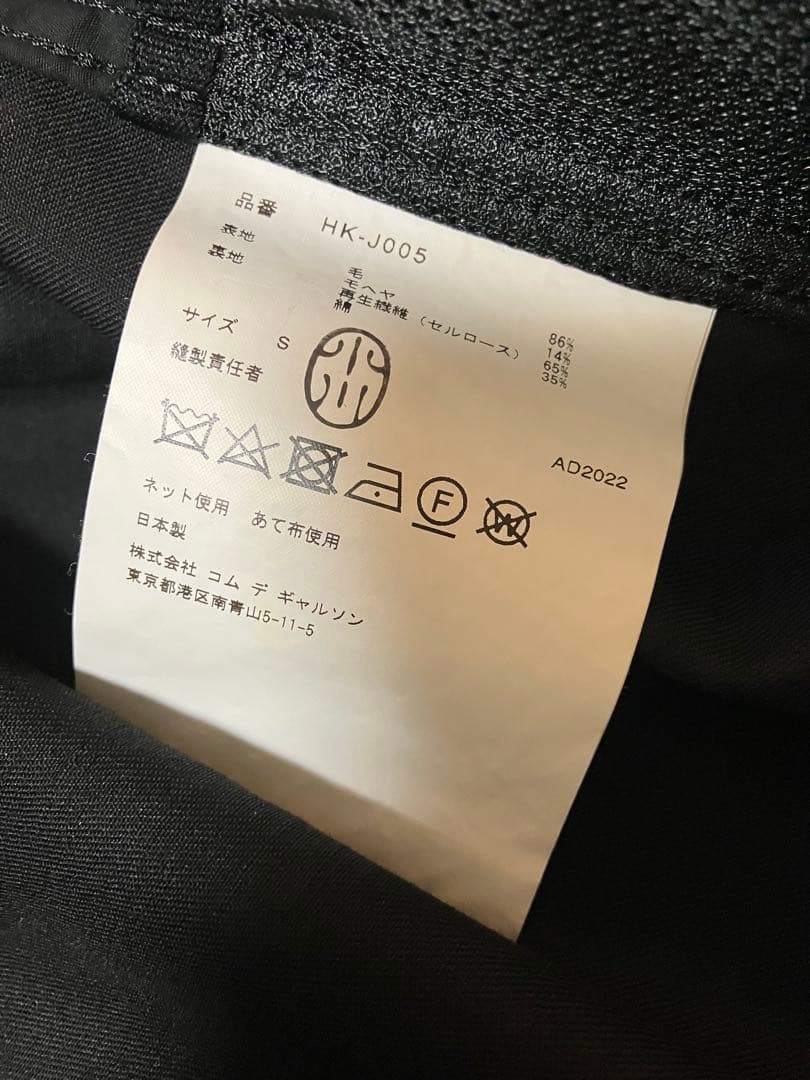 品番 HK-J005
表地 毛 86%
モヘヤ 14%
裏地 再生繊維(セルロース) 65%
綿 35%
サイズ S
縫製責任者
AD2022
F
W
ネット使用 あて布使用
日本製
株式会社 コム デ ギャルソン
東京都港区南青山5-11-5